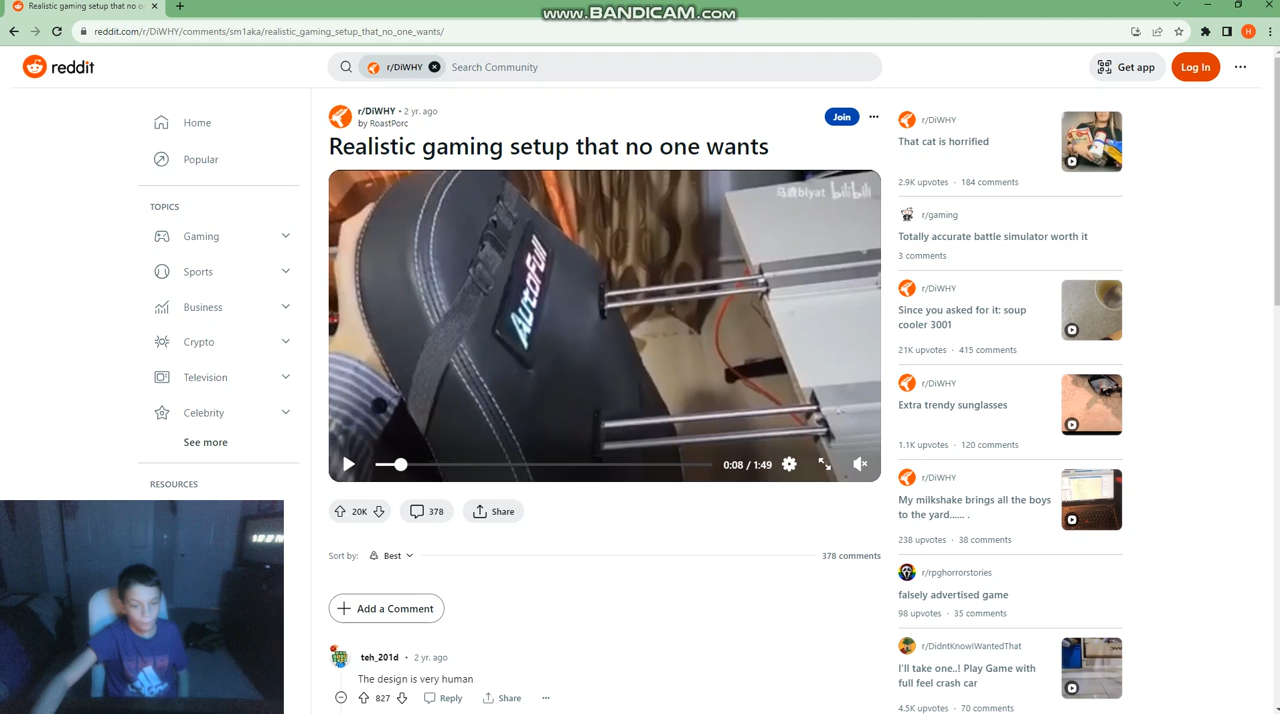 Realistic gaming setup that no o
www.BANDICAM.com
reddit.com/r/DiWHY/comments/sm1aka/realistic_gaming_setup_that_no_one_wants/
H
reddit
r/DiWHY
Search Community
Get app
Log In
Home
Popular
TOPICS
Gaming
Sports
Business
Crypto
Television
Celebrity
See more
RESOURCES
r/DiWHY • 2 yr. ago
by RoastPorc
Join
Realistic gaming setup that no one wants
blyat bilibili
AutoFull
0:08 / 1:49
20K
378
Share
Sort by: Best
378 comments
Add a Comment
teh_201d • 2 yr. ago
The design is very human
827
Reply
Share
r/DiWHY
That cat is horrified
2.9K upvotes · 184 comments
r/gaming
Totally accurate battle simulator worth it
3 comments
r/DiWHY
Since you asked for it: soup
cooler 3001
21K upvotes · 415 comments
r/DiWHY
Extra trendy sunglasses
1.1K upvotes · 120 comments
r/DiWHY
My milkshake brings all the boys
to the yard...... .
238 upvotes · 38 comments
r/rpghorrorstories
falsely advertised game
98 upvotes · 35 comments
r/DidntKnowIWantedThat
I'll take one..! Play Game with
full feel crash car
4.5K upvotes · 70 comments